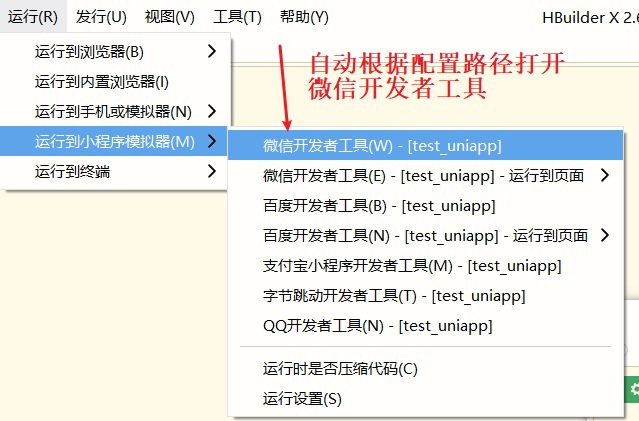 运行(R) 发行(U) 视图(V) 工具(T) 帮助(Y) HBuilder X 2.6
运行到浏览器(B)
运行到内置浏览器(I)
运行到手机或模拟器(N)
运行到小程序模拟器(M)
运行到终端
自动根据配置路径打开
微信开发者工具
微信开发者工具(W) - [test_uniapp]
微信开发者工具(E) - [test_uniapp] - 运行到页面
百度开发者工具(B) - [test_uniapp]
百度开发者工具(N) - [test_uniapp] - 运行到页面
支付宝小程序开发者工具(M) - [test_uniapp]
字节跳动开发者工具(T) - [test_uniapp]
QQ开发者工具(N) - [test_uniapp]
运行时是否压缩代码(C)
运行设置(S)